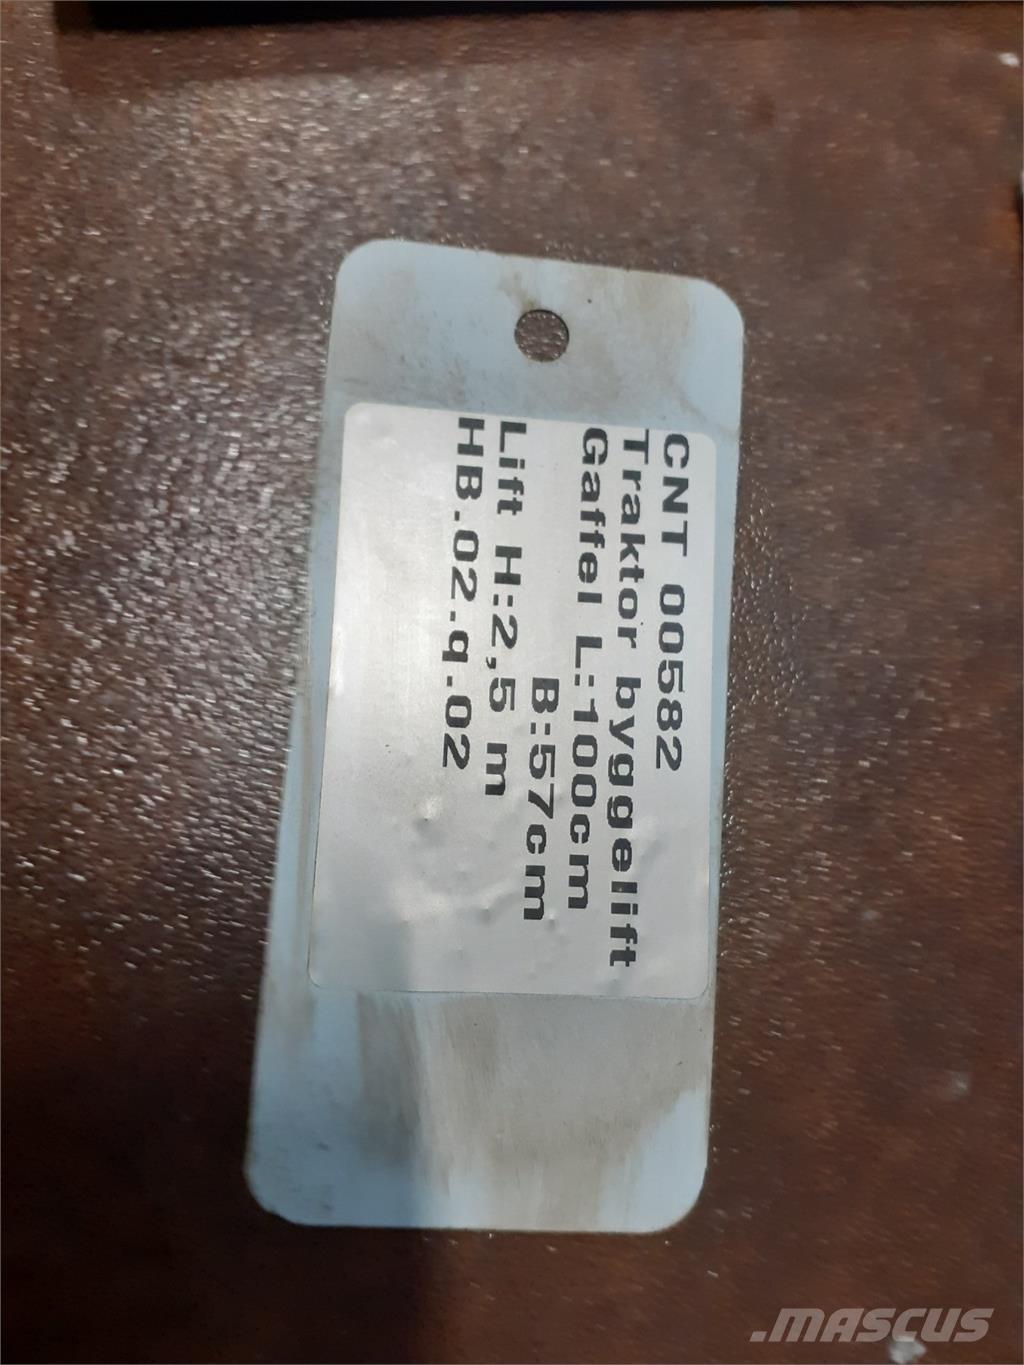 CNT 00582
Traktor byggelift
Gaffel L:100cm
B:57cm
Lift H:2,5 m
HB.02.q.02
.MASCUS